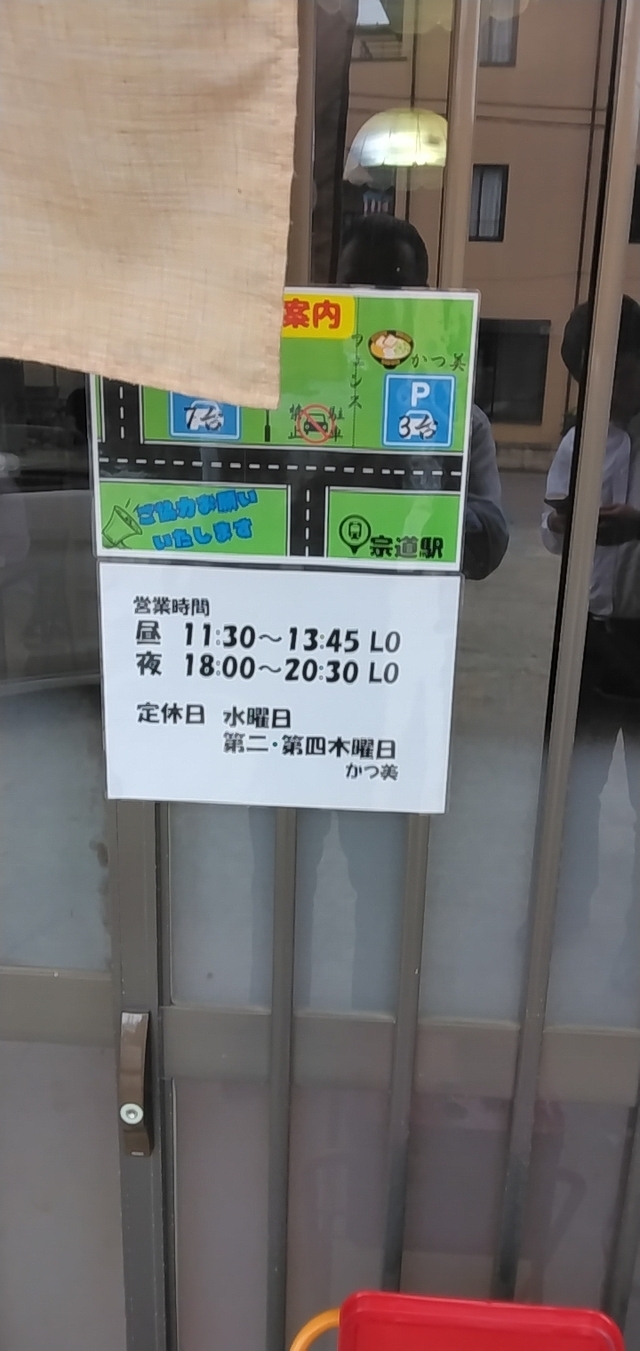 案内
フェンス
かつ美
P
7台
駐車
3台
ご協力お願い
いたします
宗道駅
営業時間
昼 11:30〜13:45 LO
夜 18:00〜20:30 LO
定休日 水曜日
第二・第四木曜日
かつ美